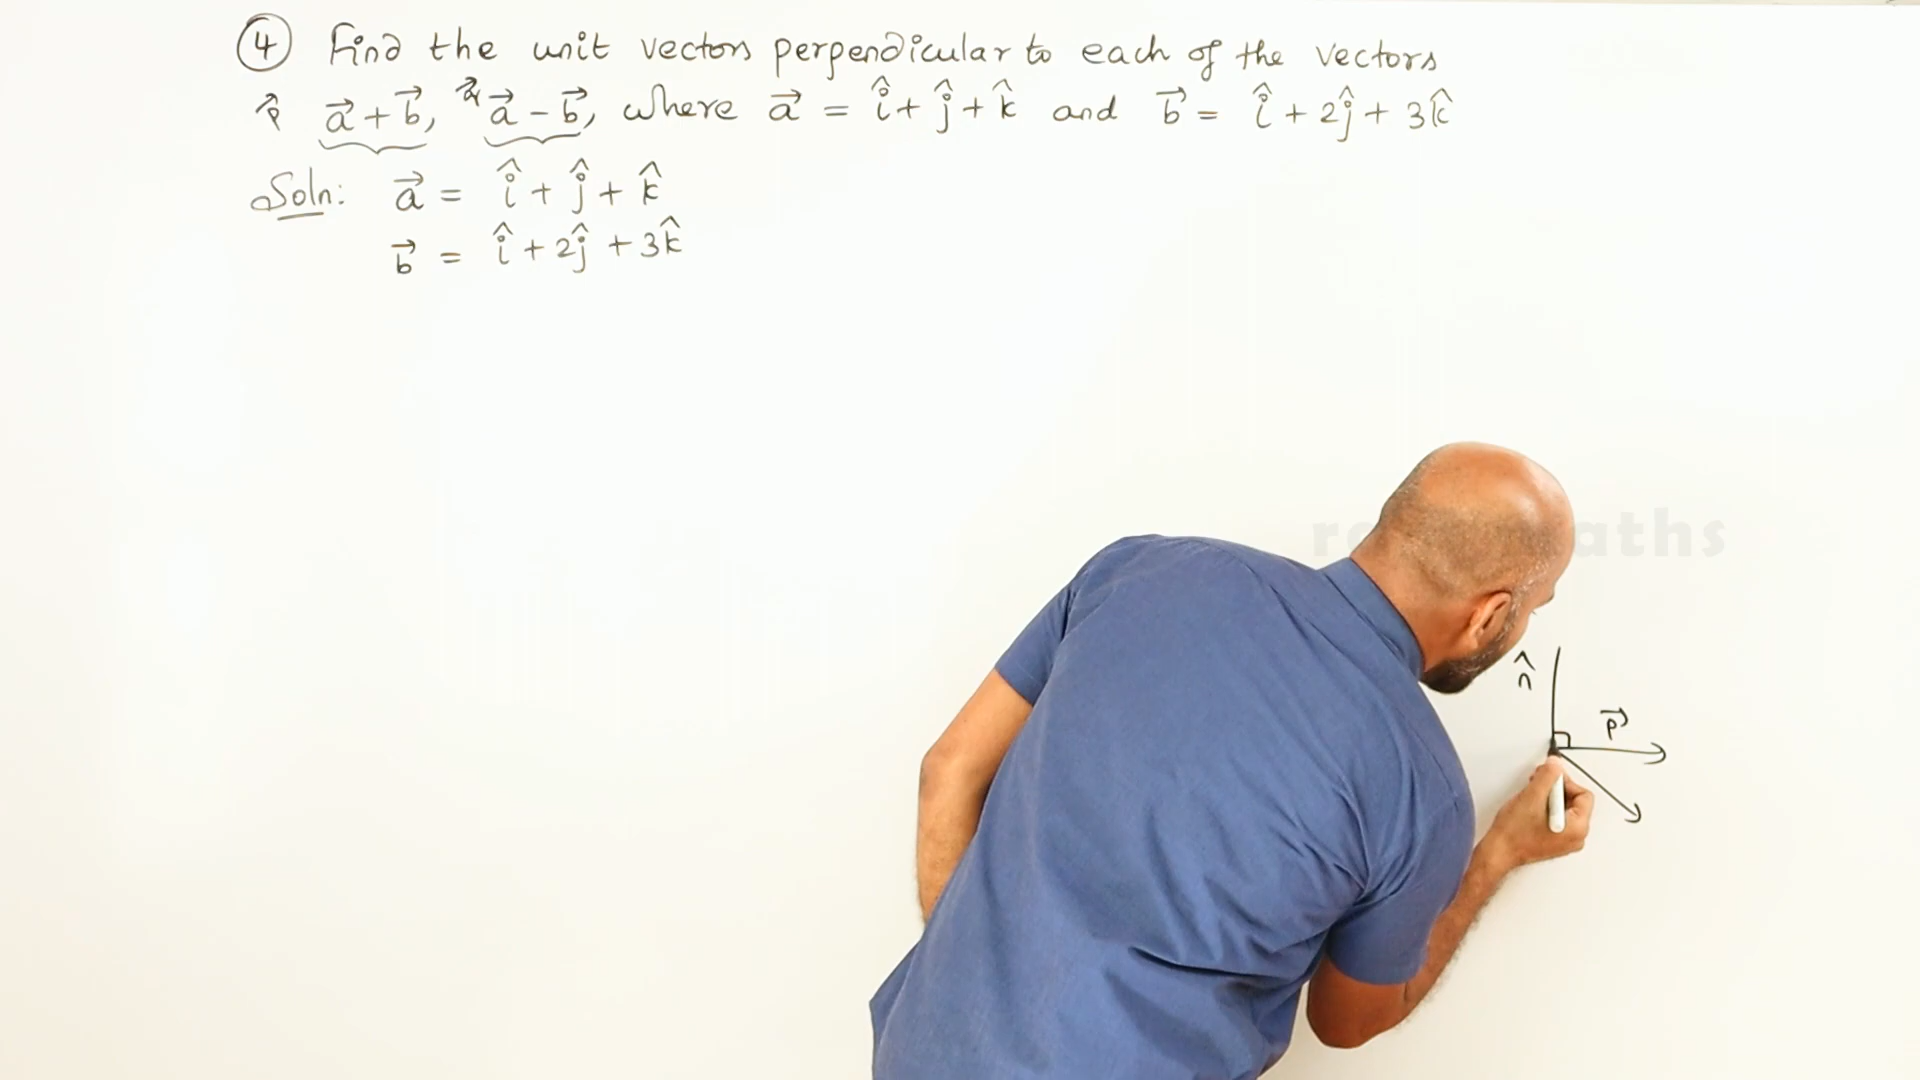 ④ Find the unit vectors perpendicular to each of the vectors
p⃗ a⃗ + b⃗, q⃗ a⃗ − b⃗, where a⃗ = î + ĵ + k̂ and b⃗ = î + 2ĵ + 3k̂
Soln: a⃗ = î + ĵ + k̂
b⃗ = î + 2ĵ + 3k̂
n̂
p⃗